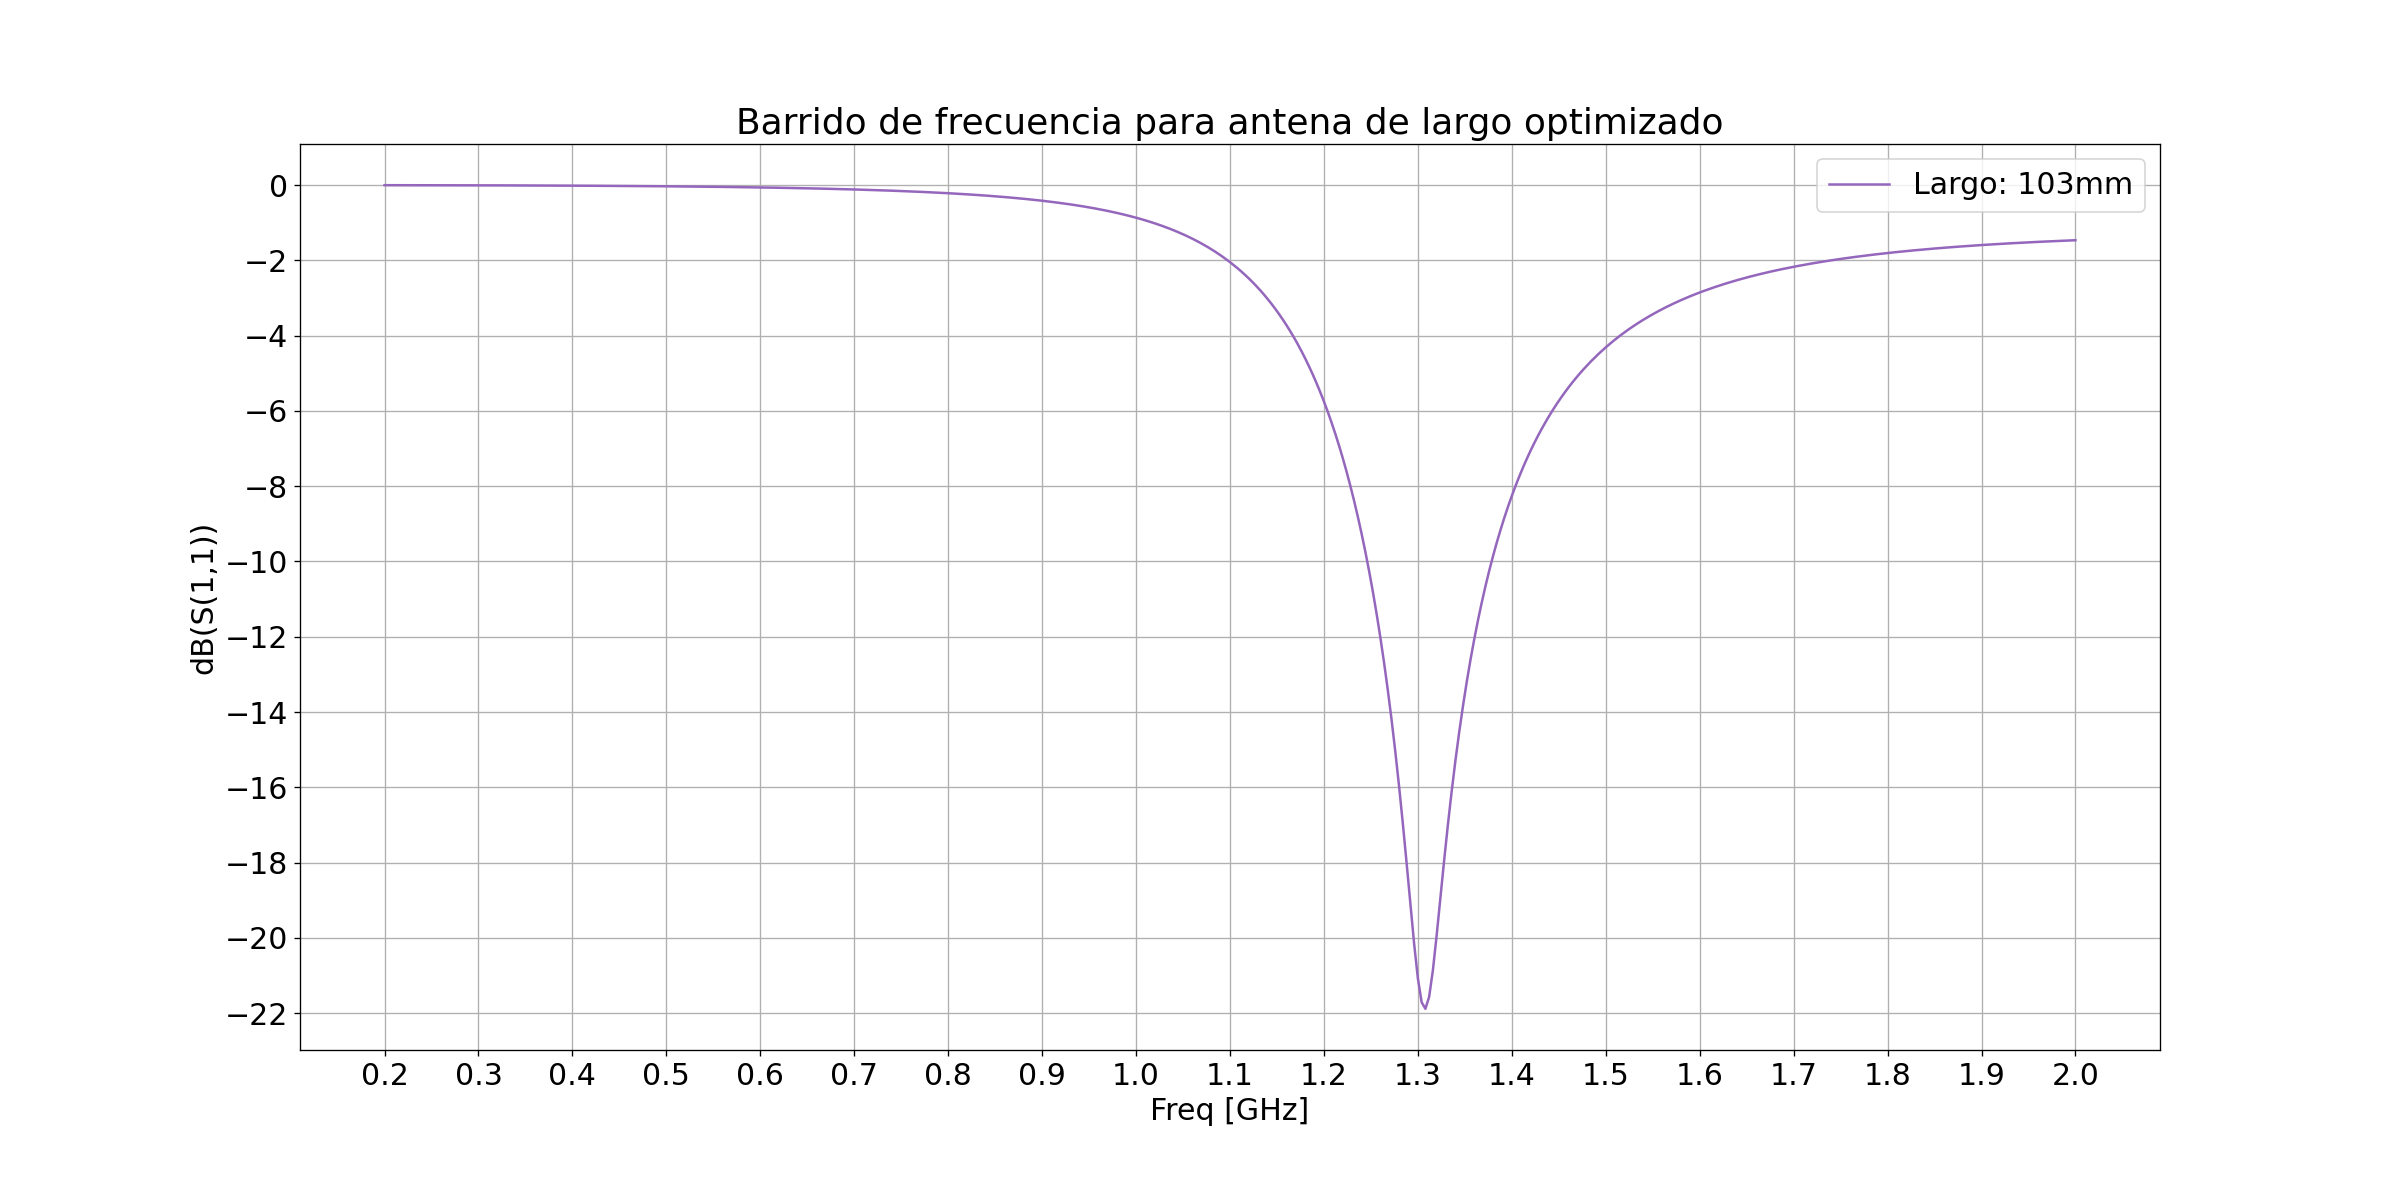 Barrido de frecuencia para antena de largo optimizado
Largo: 103mm
dB(S(1,1))
0
−2
−4
−6
−8
−10
−12
−14
−16
−18
−20
−22
0.2 0.3 0.4 0.5 0.6 0.7 0.8 0.9 1.0 1.1 1.2 1.3 1.4 1.5 1.6 1.7 1.8 1.9 2.0
Freq [GHz]